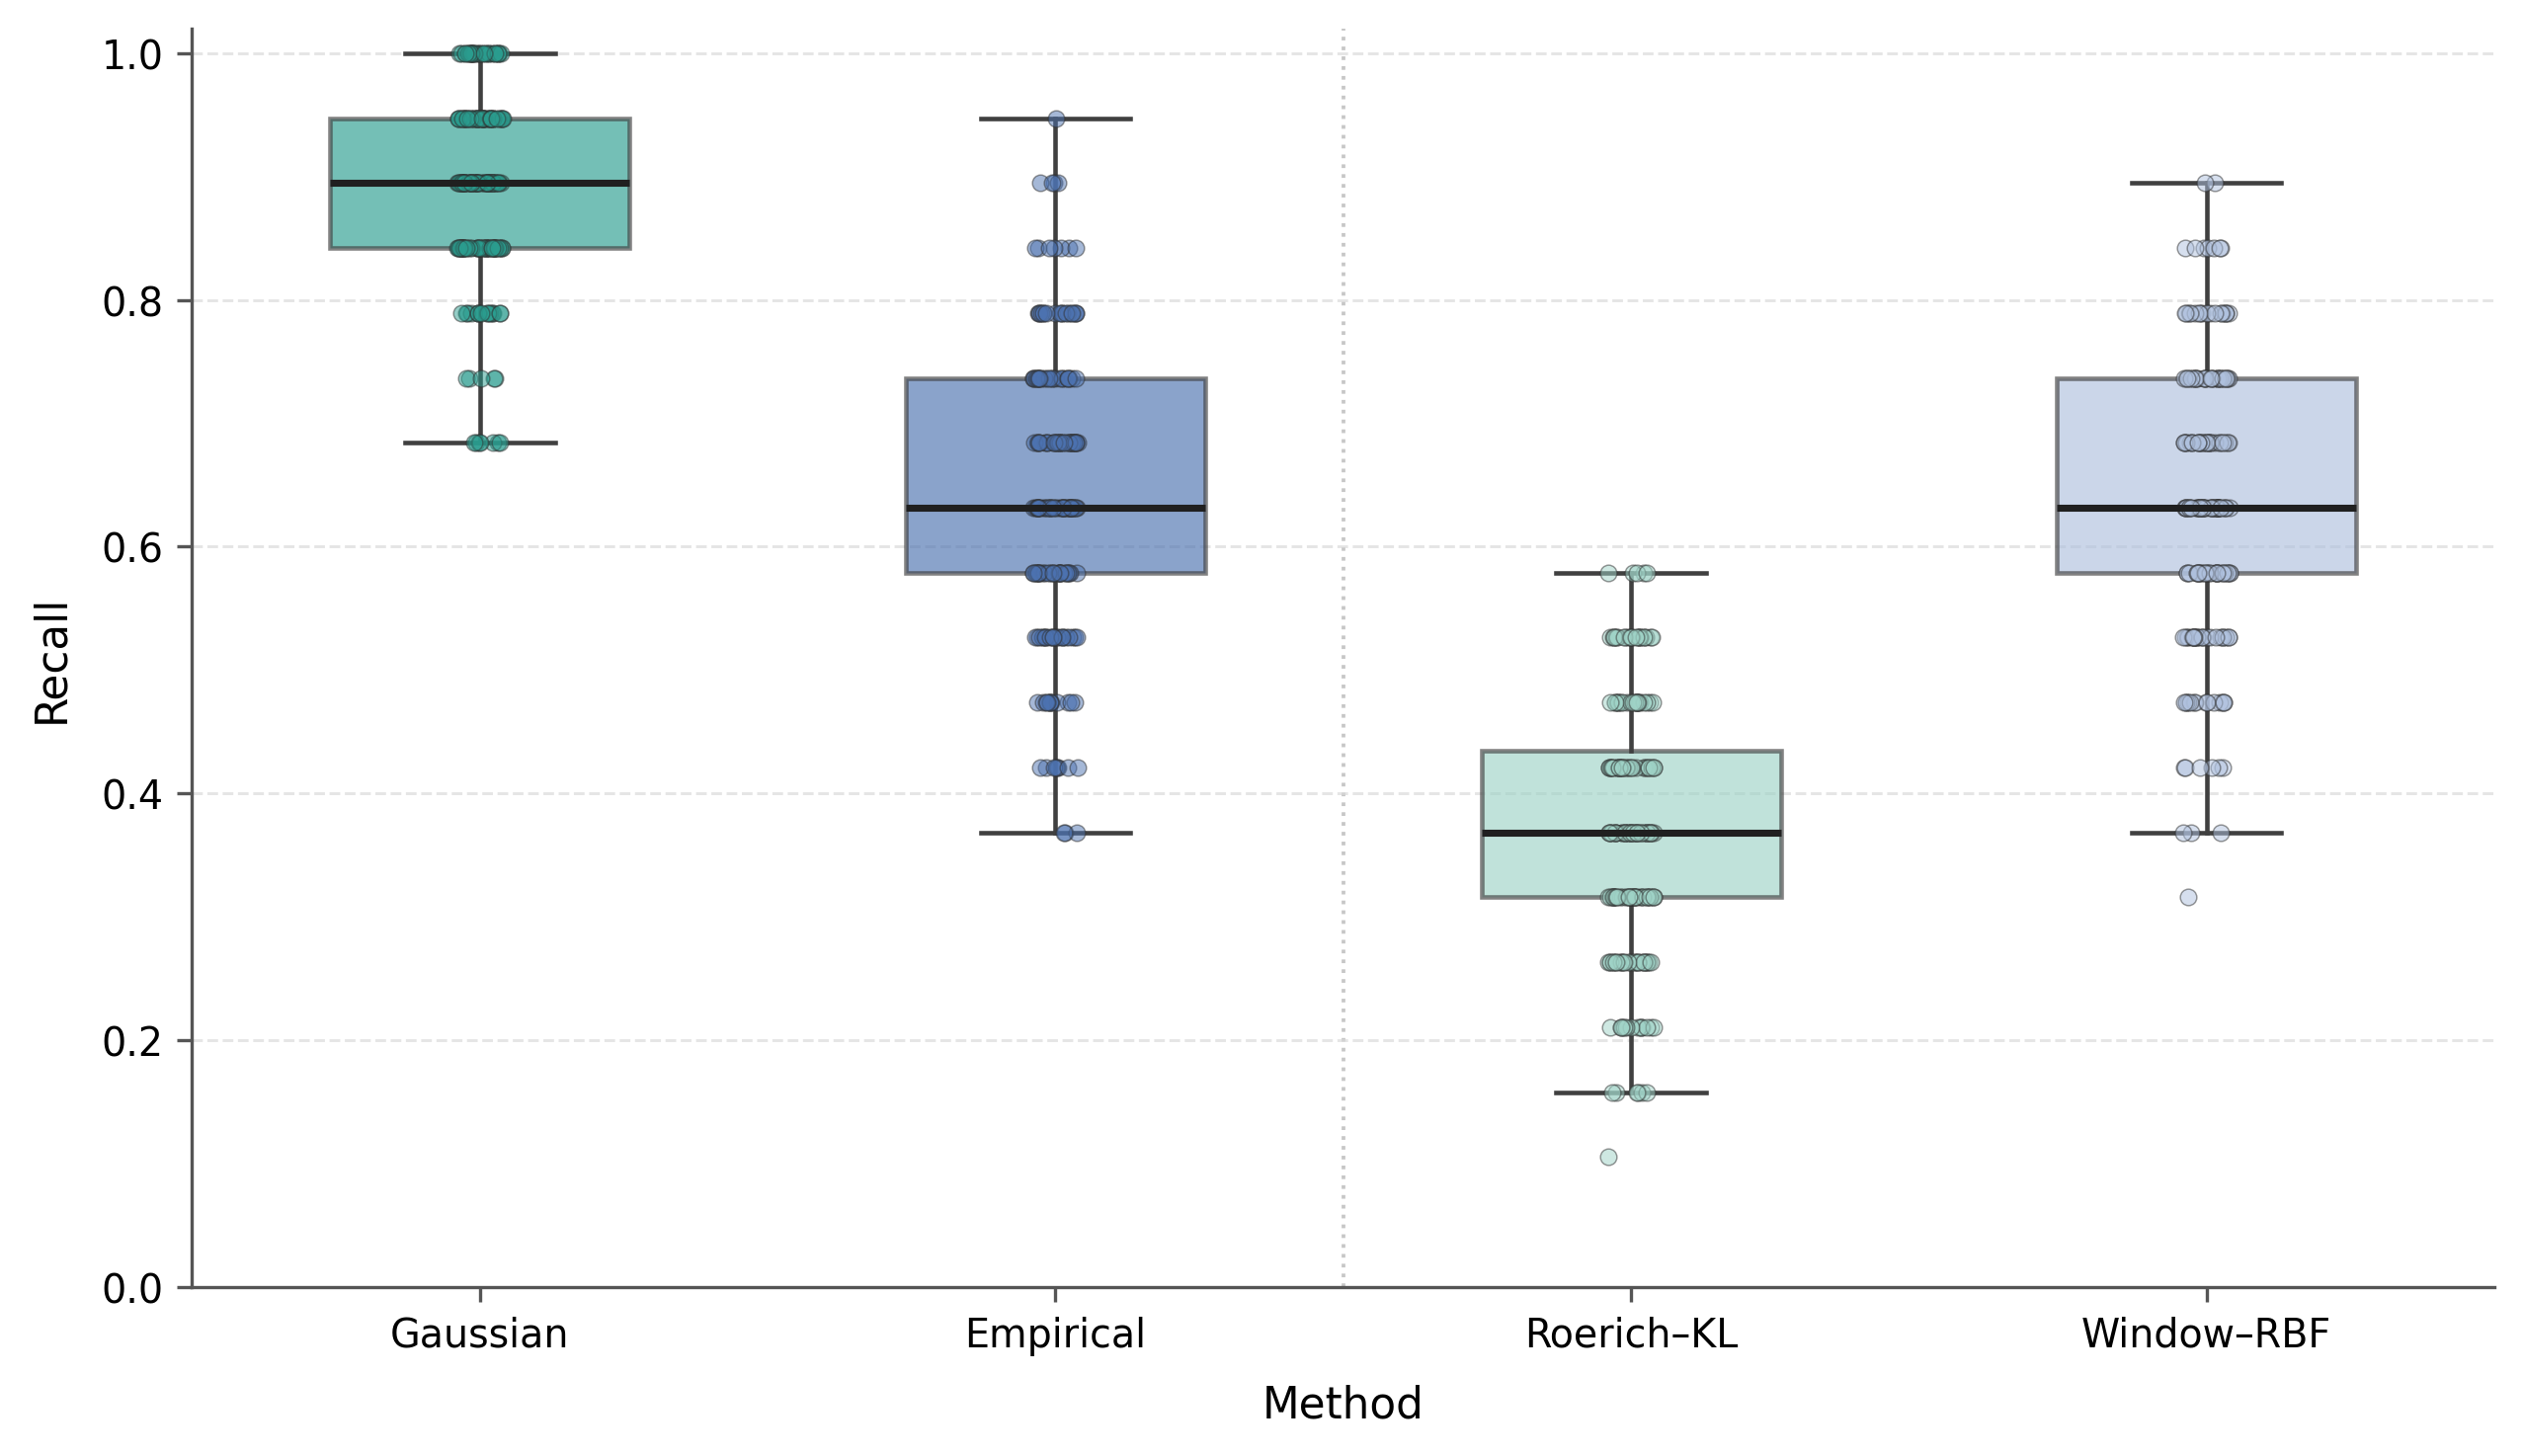 1.0
0.8
0.6
0.4
0.2
0.0
Recall
Gaussian
Empirical
Roerich–KL
Window–RBF
Method